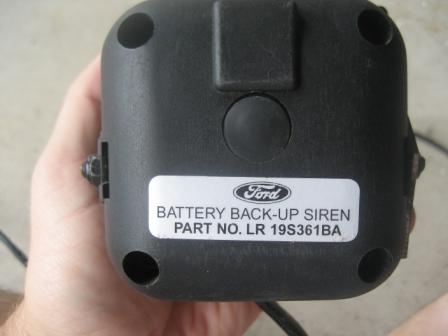 Ford
BATTERY BACK-UP SIREN
PART NO. LR 19S361BA